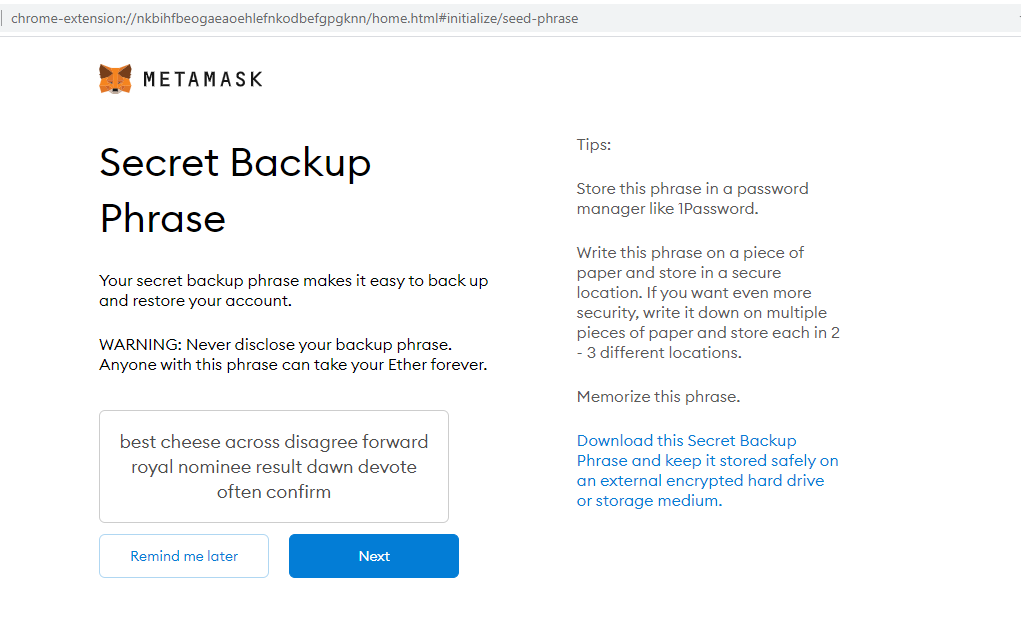 chrome-extension://nkbihfbeogaeaoehlefnkodbefgpgknn/home.html#initialize/seed-phrase
METAMASK
Secret Backup
Phrase
Your secret backup phrase makes it easy to back up
and restore your account.
WARNING: Never disclose your backup phrase.
Anyone with this phrase can take your Ether forever.
best cheese across disagree forward
royal nominee result dawn devote
often confirm
Remind me later
Next
Tips:
Store this phrase in a password
manager like 1Password.
Write this phrase on a piece of
paper and store in a secure
location. If you want even more
security, write it down on multiple
pieces of paper and store each in 2
- 3 different locations.
Memorize this phrase.
Download this Secret Backup
Phrase and keep it stored safely on
an external encrypted hard drive
or storage medium.